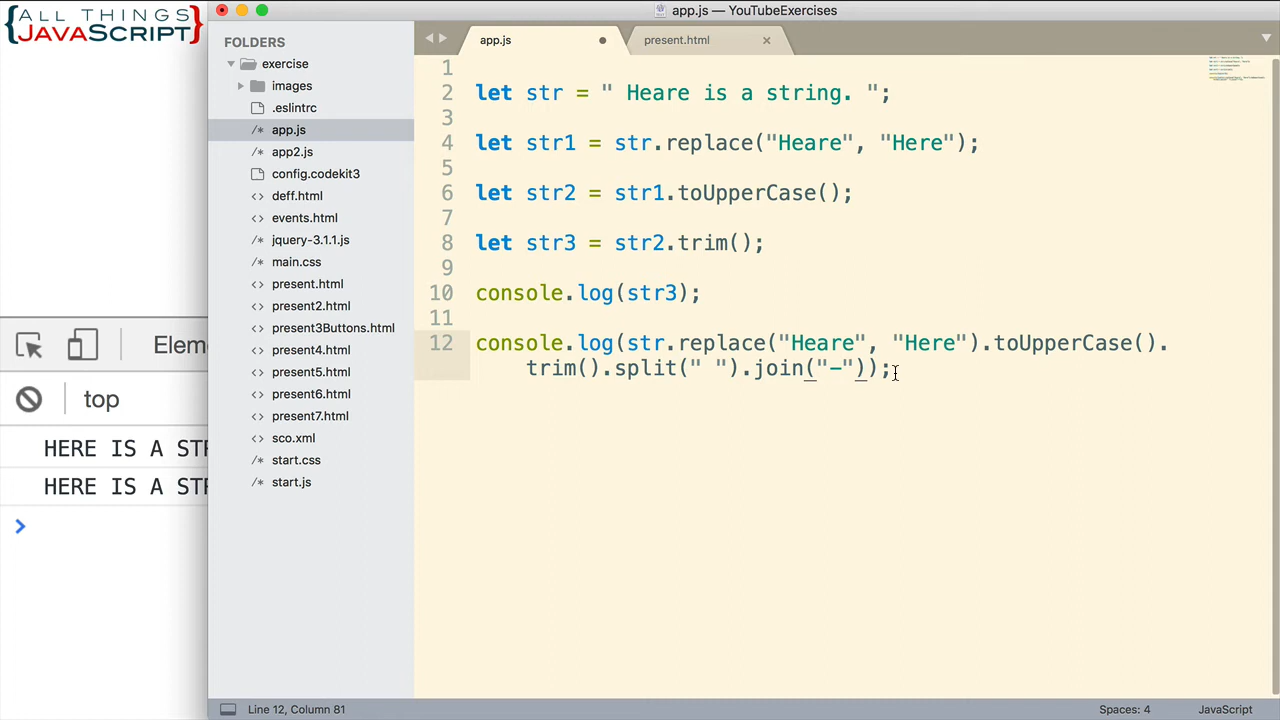 ALL THINGS
JAVASCRIPT
app.js — YouTubeExercises
FOLDERS
exercise
images
.eslintrc
/* app.js
/* app2.js
config.codekit3
<> deff.html
<> events.html
/* jquery-3.1.1.js
/* main.css
<> present.html
<> present2.html
<> present3Buttons.html
<> present4.html
<> present5.html
<> present6.html
<> present7.html
<> sco.xml
/* start.css
/* start.js
app.js
present.html
1
2 let str = " Heare is a string. ";
3
4 let str1 = str.replace("Heare", "Here");
5
6 let str2 = str1.toUpperCase();
7
8 let str3 = str2.trim();
9
10 console.log(str3);
11
12 console.log(str.replace("Heare", "Here").toUpperCase().
trim().split(" ").join("-"));
Eleme
top
HERE IS A STR
HERE IS A STR
Line 12, Column 81
Spaces: 4
JavaScript